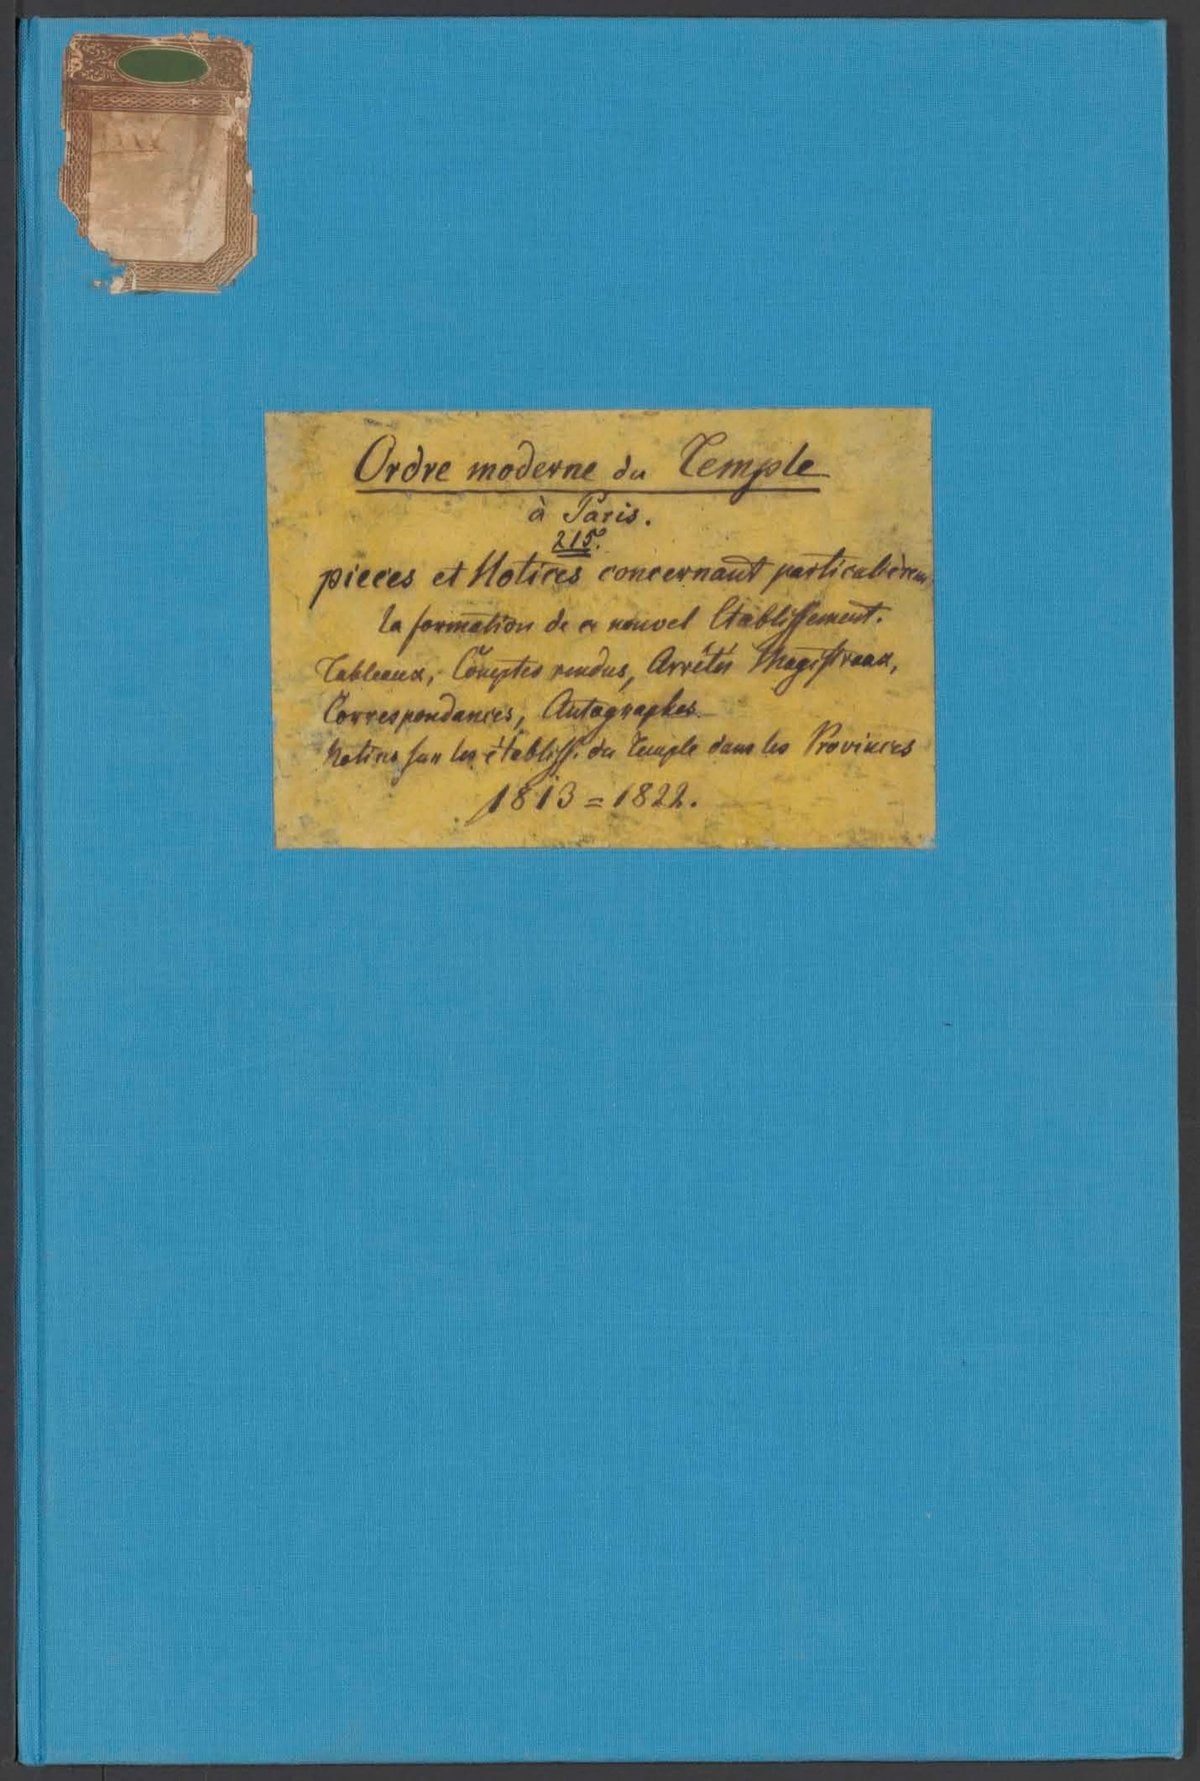 Ordre moderne du Temple
à Paris.
215.
pieces et Notices concernant particulièrem
la formation de ce nouvel Etablissement.
Tableaux, Comptes rendus, Arrêtés Magistraux,
Correspondances, Autographes.
Notices sur les établiss. du Temple dans les Provinces
1813 = 1822.